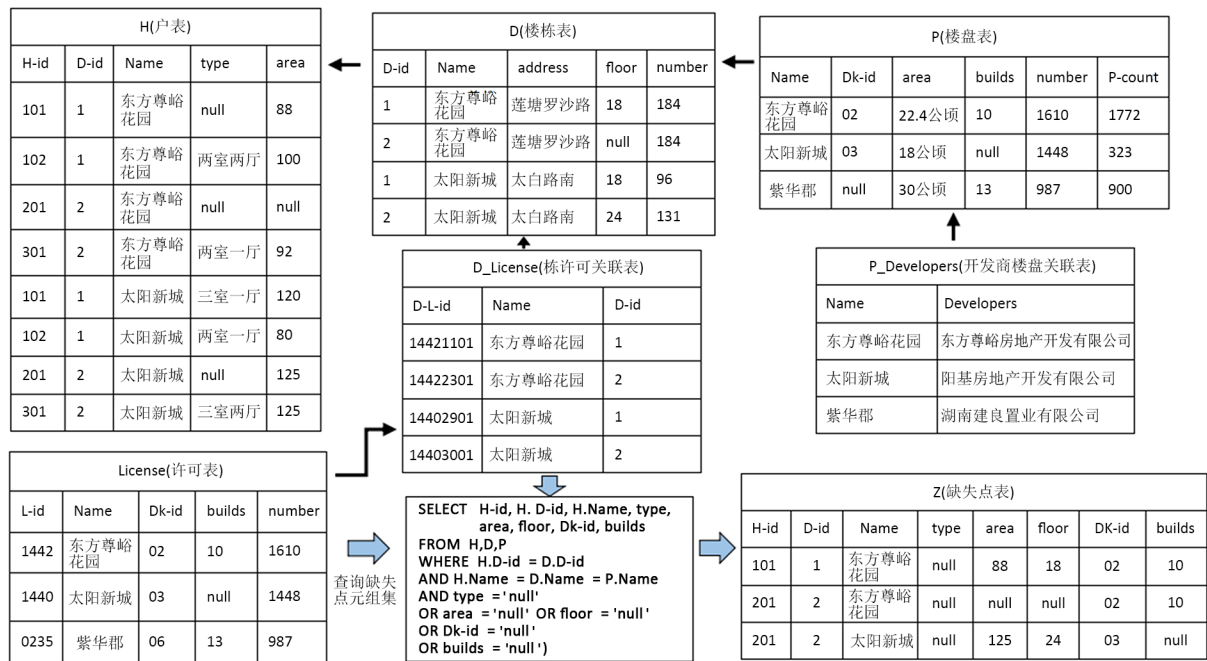 H(户表)
H-id D-id Name type area
101 1 东方尊峪花园 null 88
102 1 东方尊峪花园 两室两厅 100
201 2 东方尊峪花园 null null
301 2 东方尊峪花园 两室一厅 92
101 1 太阳新城 三室一厅 120
102 1 太阳新城 两室一厅 80
201 2 太阳新城 null 125
301 2 太阳新城 三室两厅 125
D(楼栋表)
D-id Name address floor number
1 东方尊峪花园 莲塘罗沙路 18 184
2 东方尊峪花园 莲塘罗沙路 null 184
1 太阳新城 太白路南 18 96
2 太阳新城 太白路南 24 131
P(楼盘表)
Name Dk-id area builds number P-count
东方尊峪花园 02 22.4公顷 10 1610 1772
太阳新城 03 18公顷 null 1448 323
紫华郡 null 30公顷 13 987 900
D_License(栋许可关联表)
D-L-id Name D-id
14421101 东方尊峪花园 1
14422301 东方尊峪花园 2
14402901 太阳新城 1
14403001 太阳新城 2
P_Developers(开发商楼盘关联表)
Name Developers
东方尊峪花园 东方尊峪房地产开发有限公司
太阳新城 阳基房地产开发有限公司
紫华郡 湖南建良置业有限公司
License(许可表)
L-id Name Dk-id builds number
1442 东方尊峪花园 02 10 1610
1440 太阳新城 03 null 1448
0235 紫华郡 06 13 987
查询缺失
点元组集
SELECT H-id, H. D-id, H.Name, type,
area, floor, Dk-id, builds
FROM H,D,P
WHERE H.D-id = D.D-id
AND H.Name = D.Name = P.Name
AND type ='null'
OR area ='null' OR floor ='null'
OR Dk-id ='null'
OR builds ='null')
Z(缺失点表)
H-id D-id Name type area floor DK-id builds
101 1 东方尊峪花园 null 88 18 02 10
201 2 东方尊峪花园 null null null 02 10
201 2 太阳新城 null 125 24 03 null